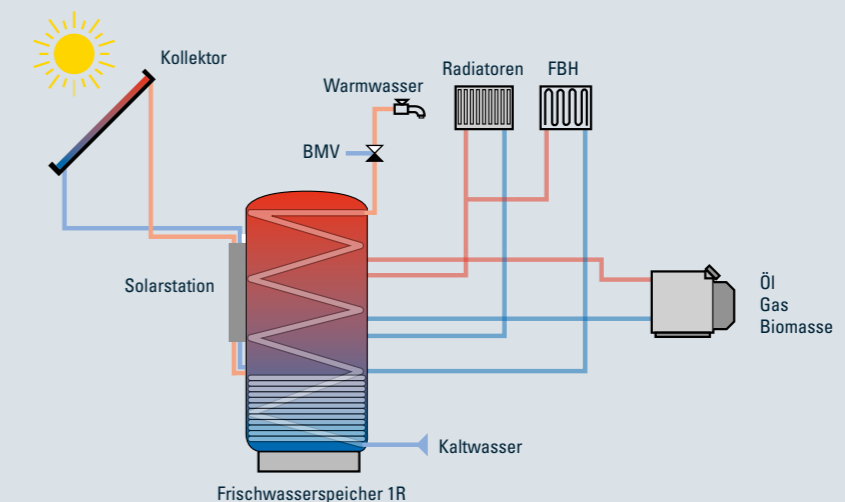 Kollektor
Warmwasser
Radiatoren
FBH
BMV
Solarstation
Öl
Gas
Biomasse
Kaltwasser
Frischwasserspeicher 1R